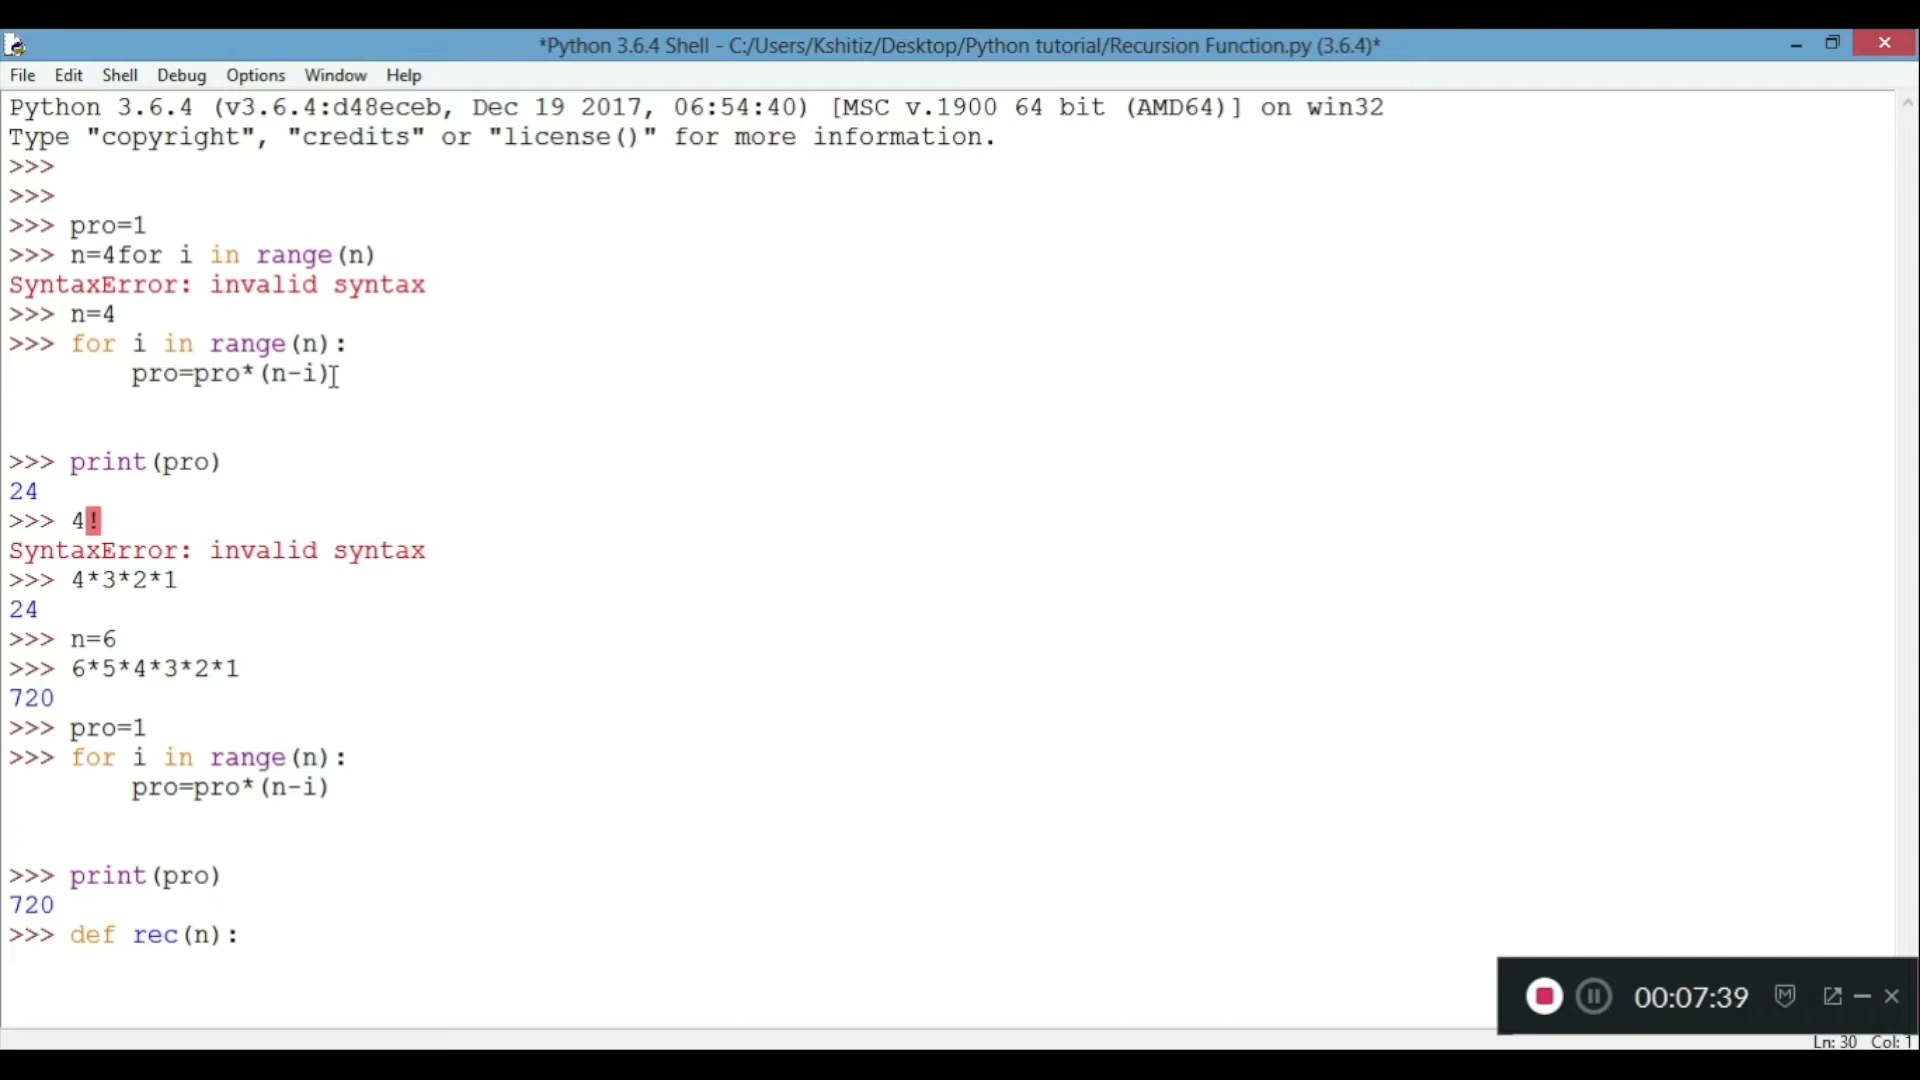 *Python 3.6.4 Shell - C:/Users/Kshitiz/Desktop/Python tutorial/Recursion Function.py (3.6.4)*
File Edit Shell Debug Options Window Help
Python 3.6.4 (v3.6.4:d48eceb, Dec 19 2017, 06:54:40) [MSC v.1900 64 bit (AMD64)] on win32
Type "copyright", "credits" or "license()" for more information.
>>>
>>>
>>> pro=1
>>> n=4for i in range(n)
SyntaxError: invalid syntax
>>> n=4
>>> for i in range(n):
        pro=pro*(n-i)
>>> print(pro)
24
>>> 4!
SyntaxError: invalid syntax
>>> 4*3*2*1
24
>>> n=6
>>> 6*5*4*3*2*1
720
>>> pro=1
>>> for i in range(n):
        pro=pro*(n-i)
>>> print(pro)
720
>>> def rec(n):
00:07:39
Ln: 30 Col: 1